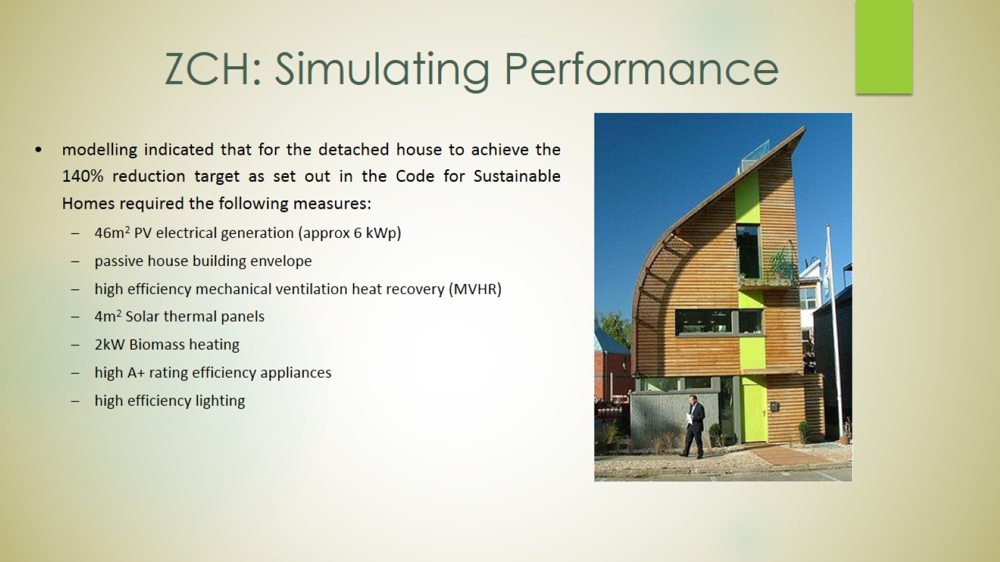 ZCH: Simulating Performance
• modelling indicated that for the detached house to achieve the
140% reduction target as set out in the Code for Sustainable
Homes required the following measures:
– 46m² PV electrical generation (approx 6 kWp)
– passive house building envelope
– high efficiency mechanical ventilation heat recovery (MVHR)
– 4m² Solar thermal panels
– 2kW Biomass heating
– high A+ rating efficiency appliances
– high efficiency lighting